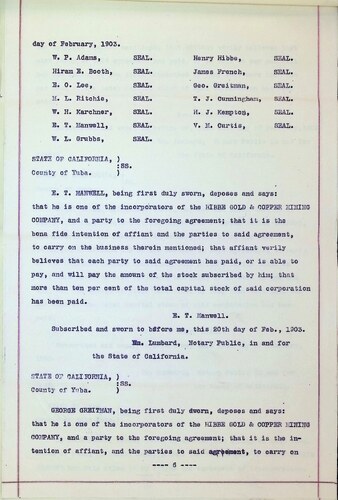 day of February, 1903.
W. P. Adams, SEAL. Henry Hibbe, SEAL.
Hiram E. Booth, SEAL. James French, SEAL.
E. O. Lee, SEAL. Geo. Greitman, SEAL.
M. L. Ritchie, SEAL. T. J. Cunningham, SEAL.
W. H. Karchner, SEAL. H. J. Kempton, SEAL.
E. T. Manwell, SEAL. V. M. Curtis, SEAL.
W. L. Grubbs, SEAL.
STATE OF CALIFORNIA, )
:SS.
County of Yuba. )
E. T. MANWELL, being first duly sworn, deposes and says:
that he is one of the incorporators of the HIBBE GOLD & COPPER MINING
COMPANY, and a party to the foregoing agreement; that it is the
bona fide intention of affiant and the parties to said agreement,
to carry on the business therein mentioned; that affiant verily
believes that each party to said agreement has paid, or is able to
pay, and will pay the amount of the stock subscribed by him; that
more than ten per cent of the total capital stock of said corporation
has been paid.
E. T. Manwell.
Subscribed and sworn to before me, this 20th day of Feb., 1903.
Wm. Lumbard, Notary Public, in and for
the State of California.
STATE OF CALIFORNIA, )
:SS.
County of Yuba. )
GEORGE GREITMAN, being first duly sworn, deposes and says:
that he is one of the incorporators of the HIBBE GOLD & COPPER MINING
COMPANY, and a party to the foregoing agreement; that it is the in-
tention of affiant, and the parties to said agreement, to carry on
---- 6 ----